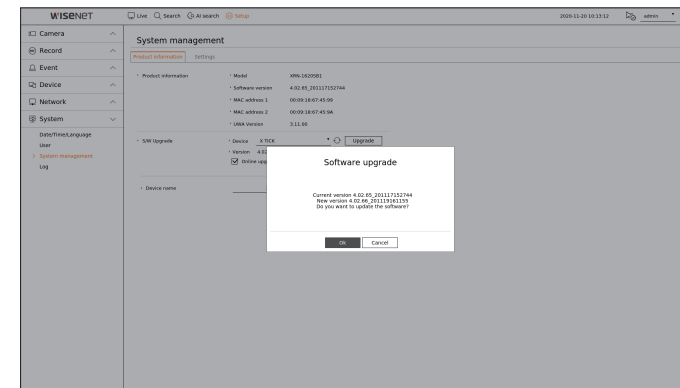 WISENET
Live Search AI search Setup
2020-11-20 10:13:12 admin
Camera
Record
Event
Device
Network
System
Date/Time/Language
User
System management
Log
System management
Product information Settings
Product information
Model XRN-1620SB1
Software version 4.02.65_201117152744
MAC address 1 00:09:18:67:45:99
MAC address 2 00:09:18:67:45:9A
UWA Version 3.11.00
S/W Upgrade
Device X TICK Upgrade
Version 4.02
Online upg
Device name
Software upgrade
Current version 4.02.65_201117152744
New version 4.02.66_201119161155
Do you want to update the software?
Ok Cancel